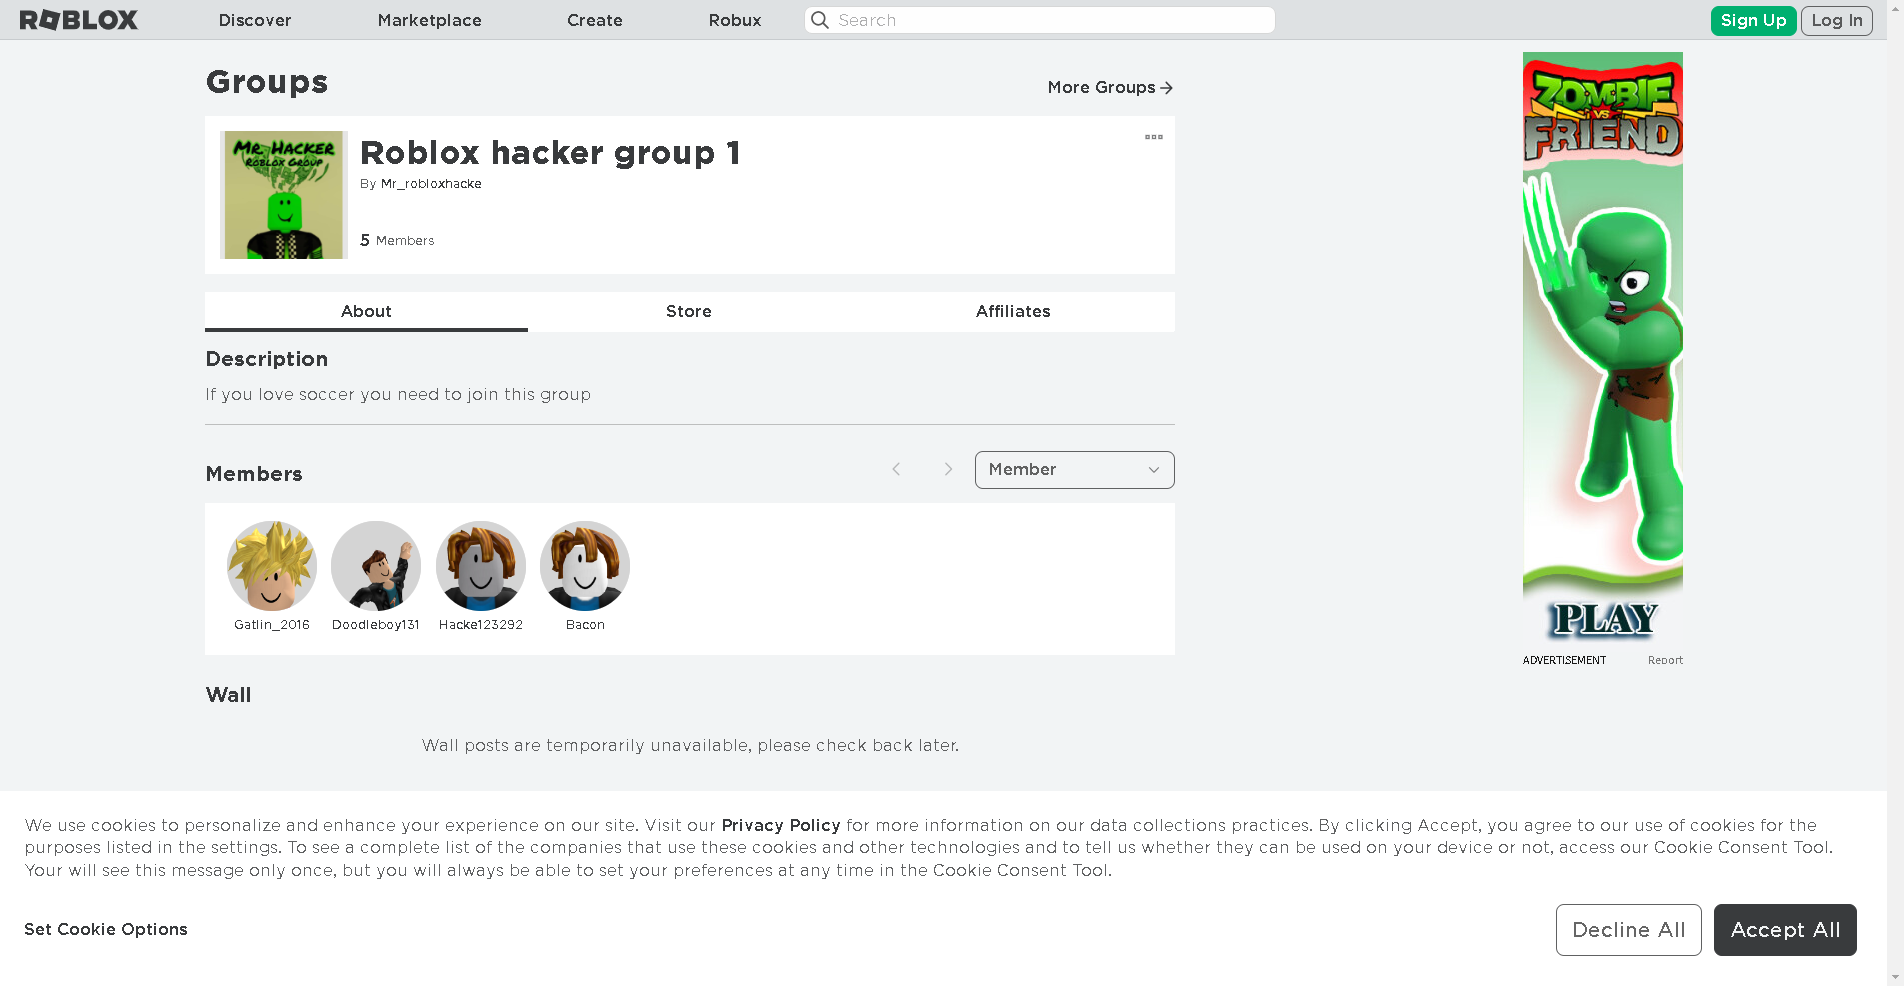 ROBLOX Discover Marketplace Create Robux Search Sign Up Log In
Groups
More Groups
MR. HACKER
ROBLOX GROUP
Roblox hacker group 1
By Mr_robloxhacke
5 Members
About Store Affiliates
Description
If you love soccer you need to join this group
Members
Member
Gatlin_2016 Doodleboy131 Hacke123292 Bacon
Wall
Wall posts are temporarily unavailable, please check back later.
ZOMBIE
VS
FRIEND
PLAY
ADVERTISEMENT Report
We use cookies to personalize and enhance your experience on our site. Visit our Privacy Policy for more information on our data collections practices. By clicking Accept, you agree to our use of cookies for the
purposes listed in the settings. To see a complete list of the companies that use these cookies and other technologies and to tell us whether they can be used on your device or not, access our Cookie Consent Tool.
Your will see this message only once, but you will always be able to set your preferences at any time in the Cookie Consent Tool.
Set Cookie Options
Decline All Accept All